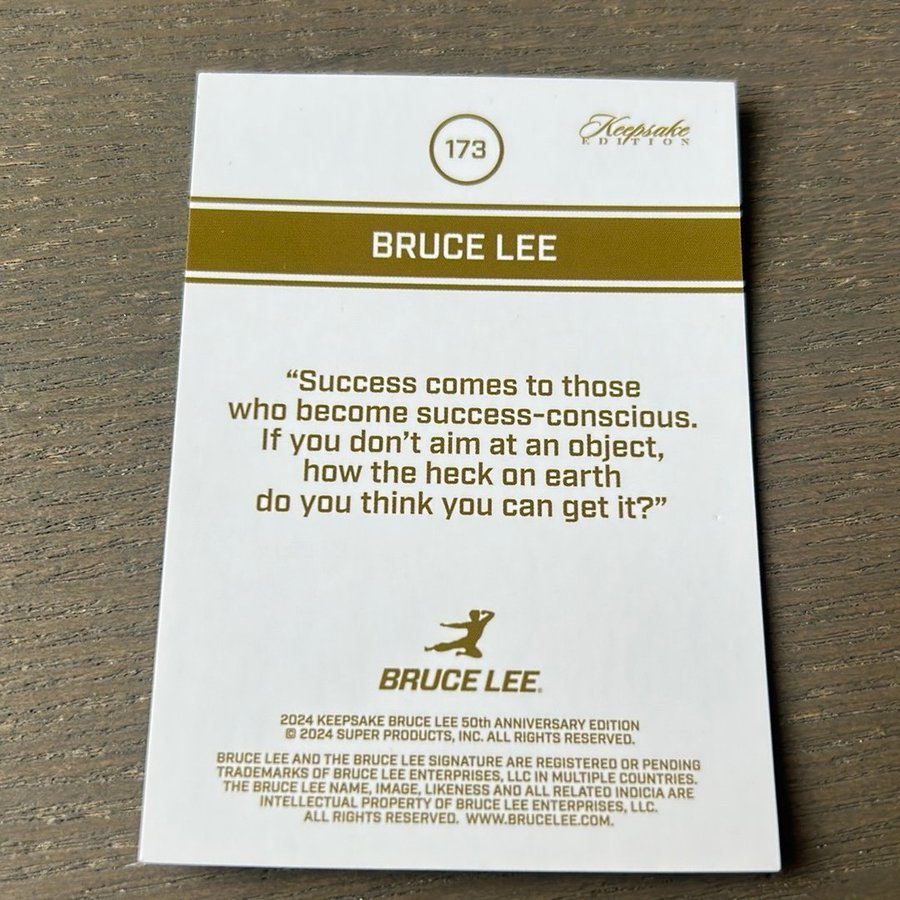 173
Keepsake
EDITION
BRUCE LEE
“Success comes to those
who become success-conscious.
If you don’t aim at an object,
how the heck on earth
do you think you can get it?”
BRUCE LEE
2024 KEEPSAKE BRUCE LEE 50th ANNIVERSARY EDITION
© 2024 SUPER PRODUCTS, INC. ALL RIGHTS RESERVED.
BRUCE LEE AND THE BRUCE LEE SIGNATURE ARE REGISTERED OR PENDING
TRADEMARKS OF BRUCE LEE ENTERPRISES, LLC IN MULTIPLE COUNTRIES.
THE BRUCE LEE NAME, IMAGE, LIKENESS AND ALL RELATED INDICIA ARE
INTELLECTUAL PROPERTY OF BRUCE LEE ENTERPRISES, LLC.
ALL RIGHTS RESERVED. WWW.BRUCELEE.COM.